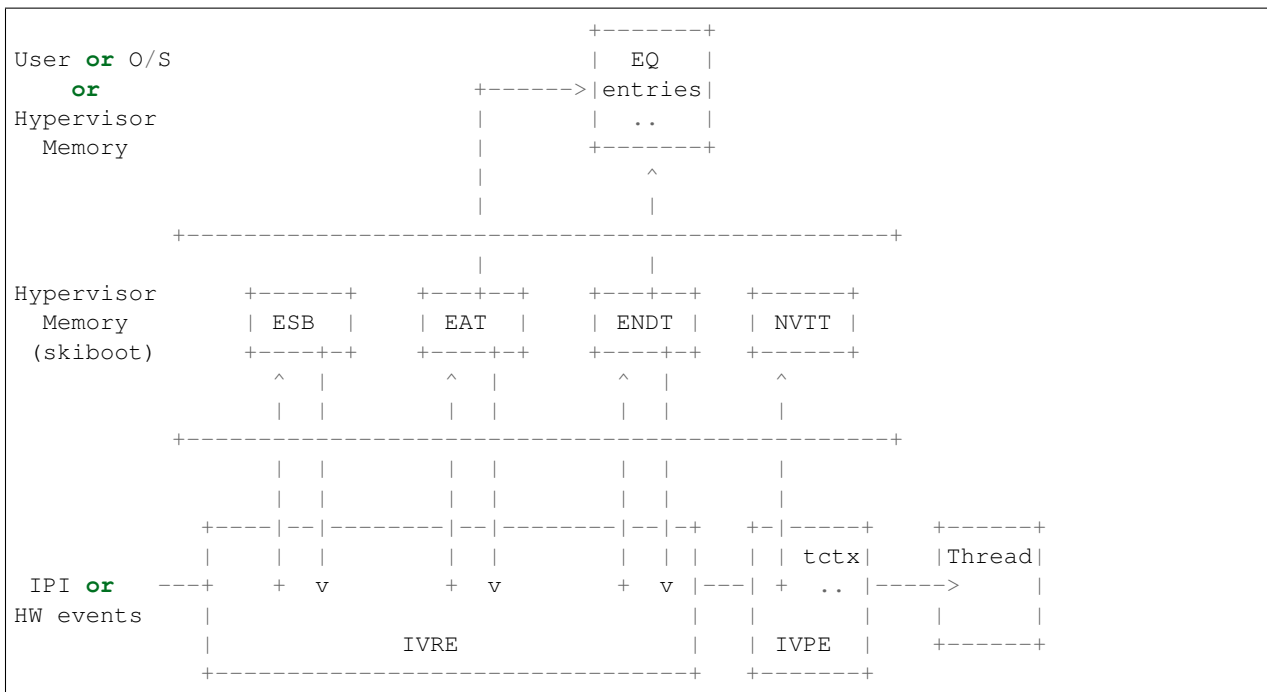 +-------+
User or O/S                               |  EQ   |
    or                          +------>|entries|
Hypervisor                      |       |  ..   |
  Memory                        |       +-------+
                                |           ^
                                |           |
           +-------------------------------------------------+
                                |           |
Hypervisor      +------+    +---+--+    +---+--+   +------+
  Memory        | ESB  |    | EAT  |    | ENDT |   | NVTT |
 (skiboot)      +----+-+    +----+-+    +----+-+   +------+
                  ^  |        ^  |        ^  |       ^
                  |  |        |  |        |  |       |
           +-------------------------------------------------+
                  |  |        |  |        |  |       |
                  |  |        |  |        |  |       |
             +----|--|--------|--|--------|--|-+   +-|-----+    +------+
             |    |  |        |  |        |  | |   | | tctx|    |Thread|
 IPI or   ---+    +  v        +  v        +  v |---| +  .. |----->     |
HW events    |                                 |   |       |    |      |
             |             IVRE                |   | IVPE  |    +------+
             +---------------------------------+   +-------+